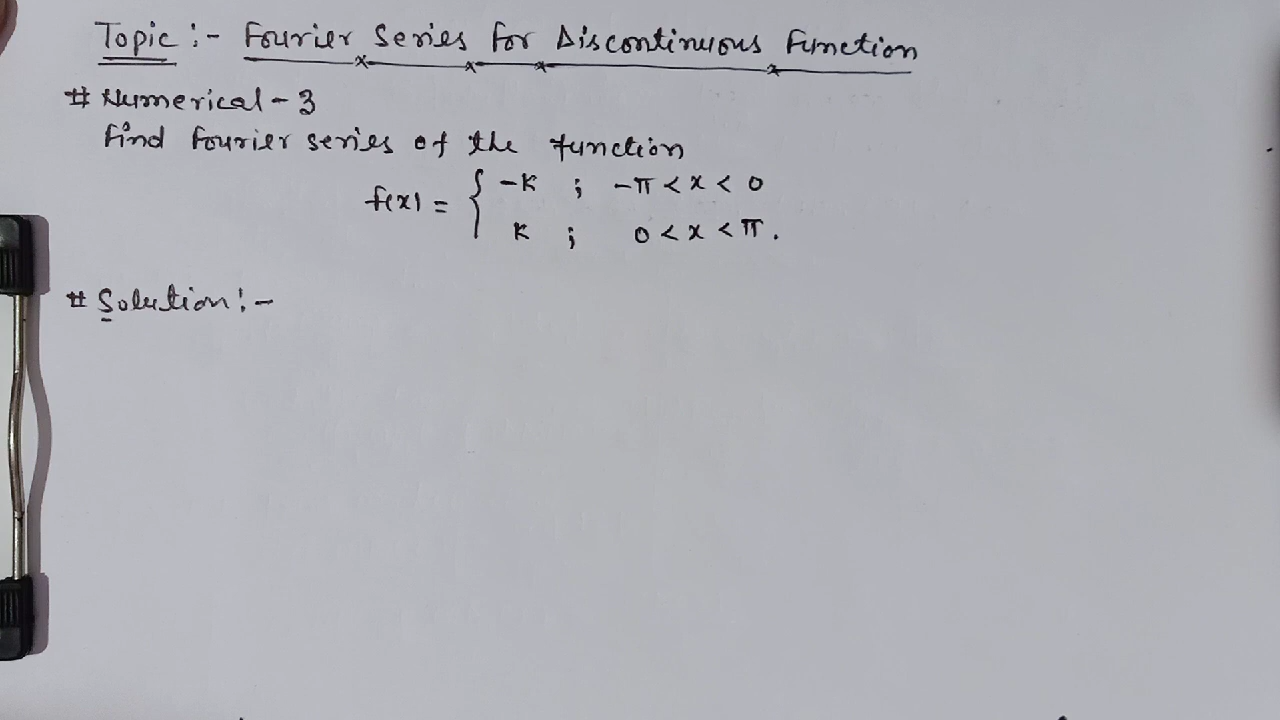 Topic :- Fourier Series For Discontinuous Function
# Numerical - 3
Find Fourier series of the function
f(x) = { -K ; -π < x < 0
K ; 0 < x < π.
# Solution :-